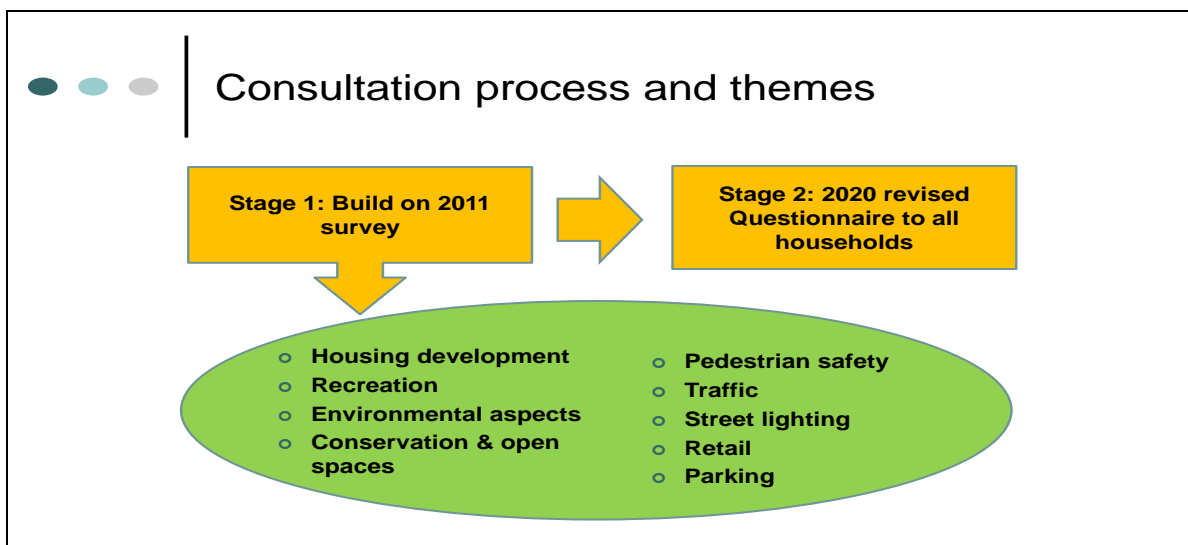 Consultation process and themes
Stage 1: Build on 2011
survey
Stage 2: 2020 revised
Questionnaire to all
households
o Housing development
o Recreation
o Environmental aspects
o Conservation & open
spaces
o Pedestrian safety
o Traffic
o Street lighting
o Retail
o Parking